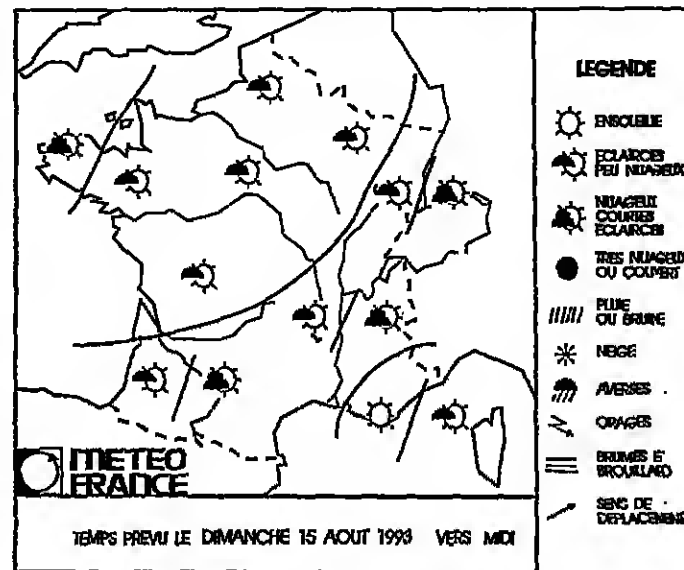 LEGENDE
ENSOLEILLE
ECLAIRCIES
PEU NUAGEUX
NUAGEUX
COURTES
ECLAIRCIES
TRES NUAGEUX
OU COUVERT
PLUIE
OU BRUINE
NEIGE
AVERSES
ORAGES
BRUMES ET
BROUILLARD
SENS DE
DEPLACEMENT
METEO
FRANCE
TEMPS PREVU LE DIMANCHE 15 AOUT 1993 VERS MIDI